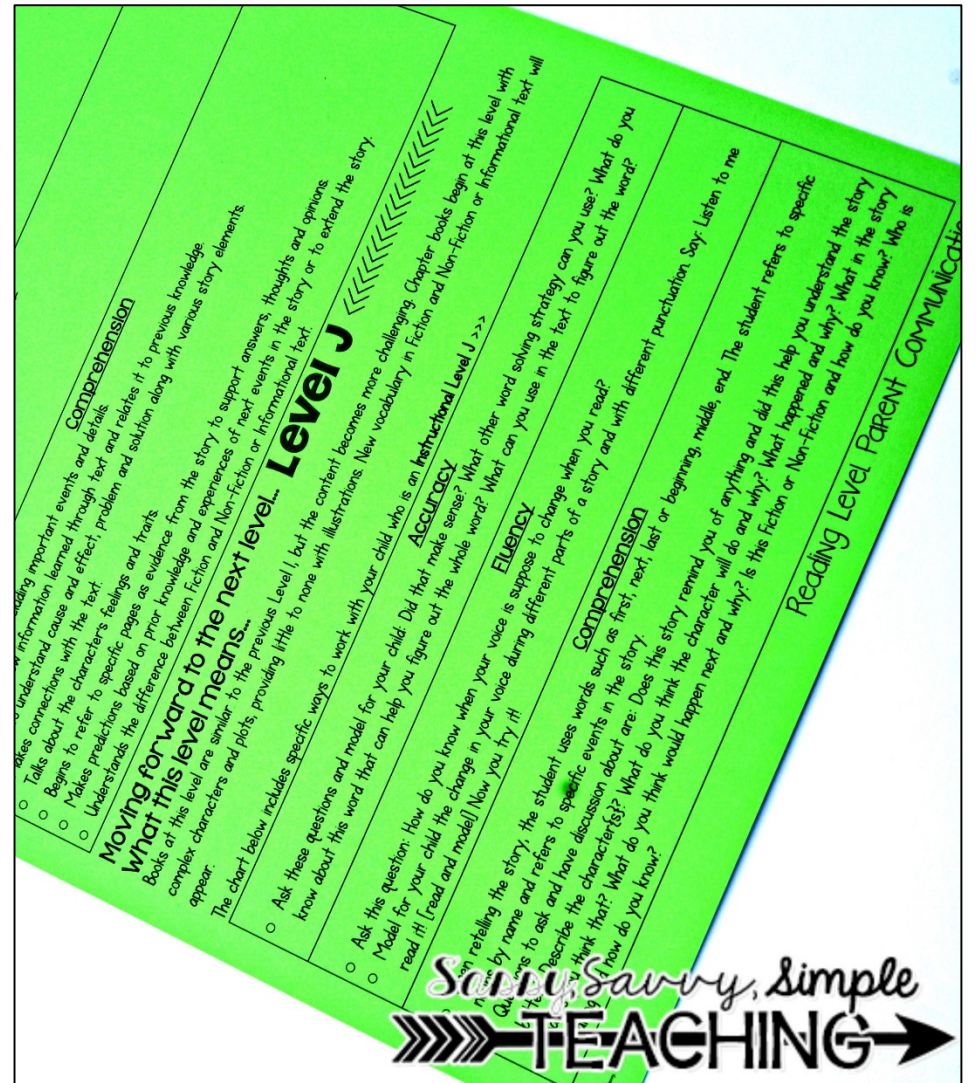 Comprehension
including important events and details.
information learned through text and relates it to previous knowledge.
understand cause and effect, problem and solution along with various story elements.
makes connections with the text.
Talks about the character's feelings and traits.
Begins to refer to specific pages as evidence from the story to support answers, thoughts and opinions.
Makes predictions based on prior knowledge and experiences of next events in the story or to extend the story.
Understands the difference between Fiction and Non-fiction or Informational text.
Moving forward to the next level... Level J <<<<<<<<<<<<
What this level means...
Books at this level are similar to the previous Level I, but the content becomes more challenging. Chapter books begin at this level with
complex characters and plots, providing little to none with illustrations. New vocabulary in Fiction and Non-fiction or Informational text will
appear.
The chart below includes specific ways to work with your child who is an Instructional Level J >>>
Accuracy
Ask these questions and model for your child: Did that make sense? What other word solving strategy can you use? What do you
know about this word that can help you figure out the whole word? What can you use in the text to figure out the word?
Fluency
Ask this question: How do you know when your voice is suppose to change when you read?
Model for your child the change in your voice during different parts of a story and with different punctuation. Say: Listen to me
read it! [read and model] Now you try it!
Comprehension
When retelling the story, the student uses words such as first, next, last or beginning, middle, end. The student refers to specific
by name and refers to specific events in the story.
Questions to ask and have discussion about are: Does this story remind you of anything and did this help you understand the story
Describe the character(s)? What do you think the character will do and why? What happened and why? What in the story
you think that? What do you think would happen next and why? Is this Fiction or Non-fiction and how do you know? Who is
how do you know?
Reading Level Parent Communicatio
Sassy, Savvy, Simple
TEACHING